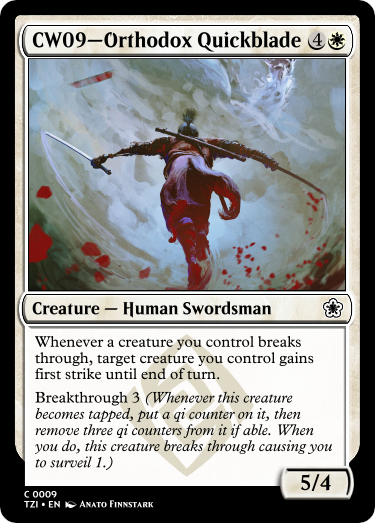 CW09—Orthodox Quickblade 4
Creature — Human Swordsman
Whenever a creature you control breaks
through, target creature you control gains
first strike until end of turn.
Breakthrough 3 (Whenever this creature
becomes tapped, put a qi counter on it, then
remove three qi counters from it if able. When
you do, this creature breaks through causing you
to surveil 1.)
5/4
C 0009
TZI • EN Anato Finnstark